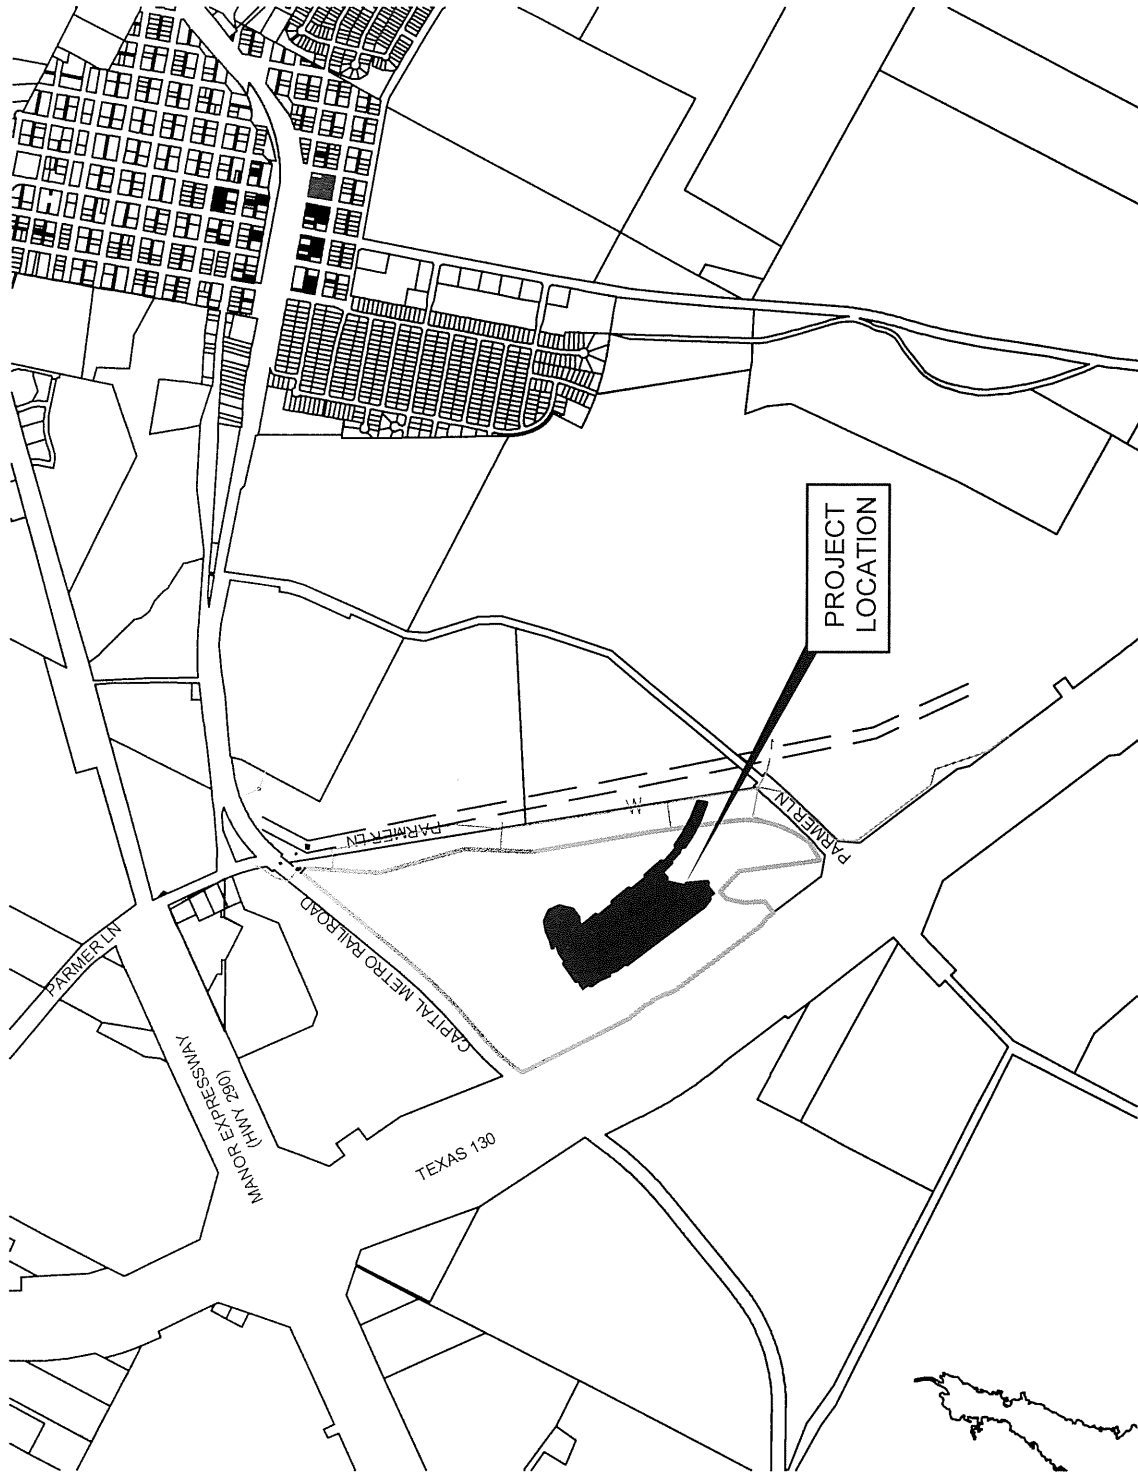 PARMER LN
MANOR EXPRESSWAY
(HWY 290)
CAPITAL METRO RAILROAD
TEXAS 130
PARMER LN
W
PARMER LN
PROJECT
LOCATION